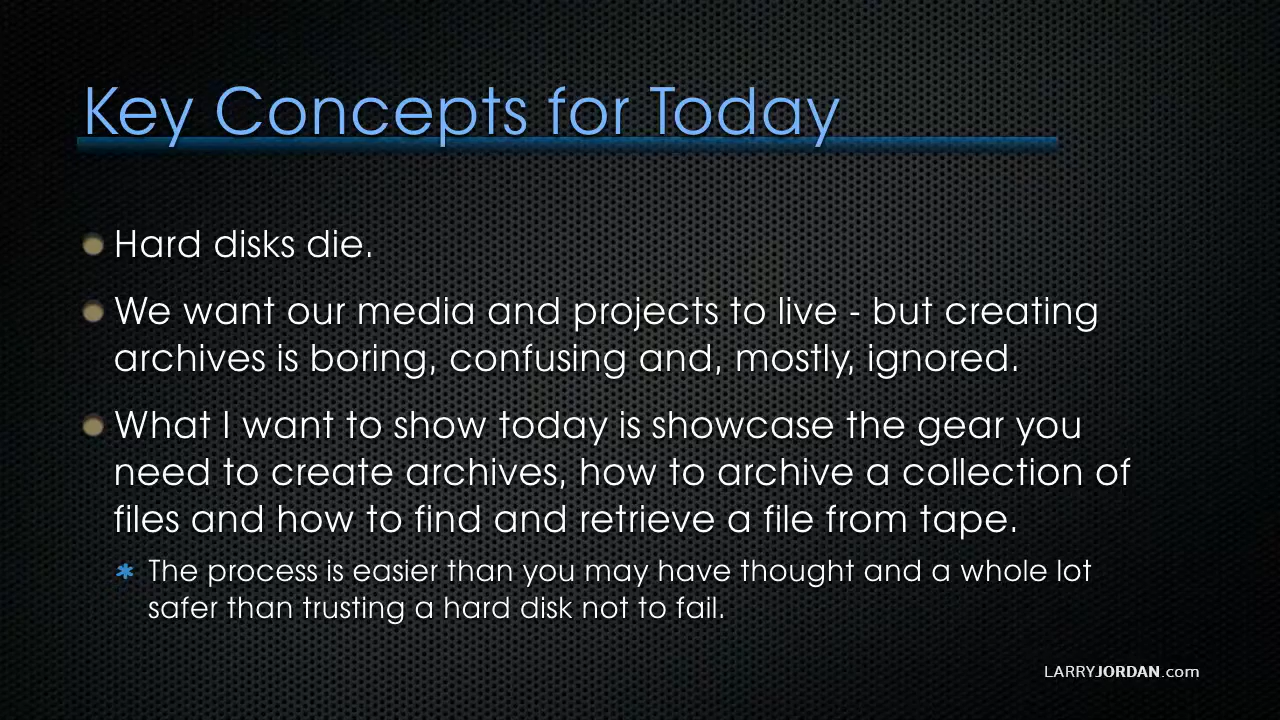 Key Concepts for Today
Hard disks die.
We want our media and projects to live - but creating
archives is boring, confusing and, mostly, ignored.
What I want to show today is showcase the gear you
need to create archives, how to archive a collection of
files and how to find and retrieve a file from tape.
The process is easier than you may have thought and a whole lot
safer than trusting a hard disk not to fail.
LARRYJORDAN.com